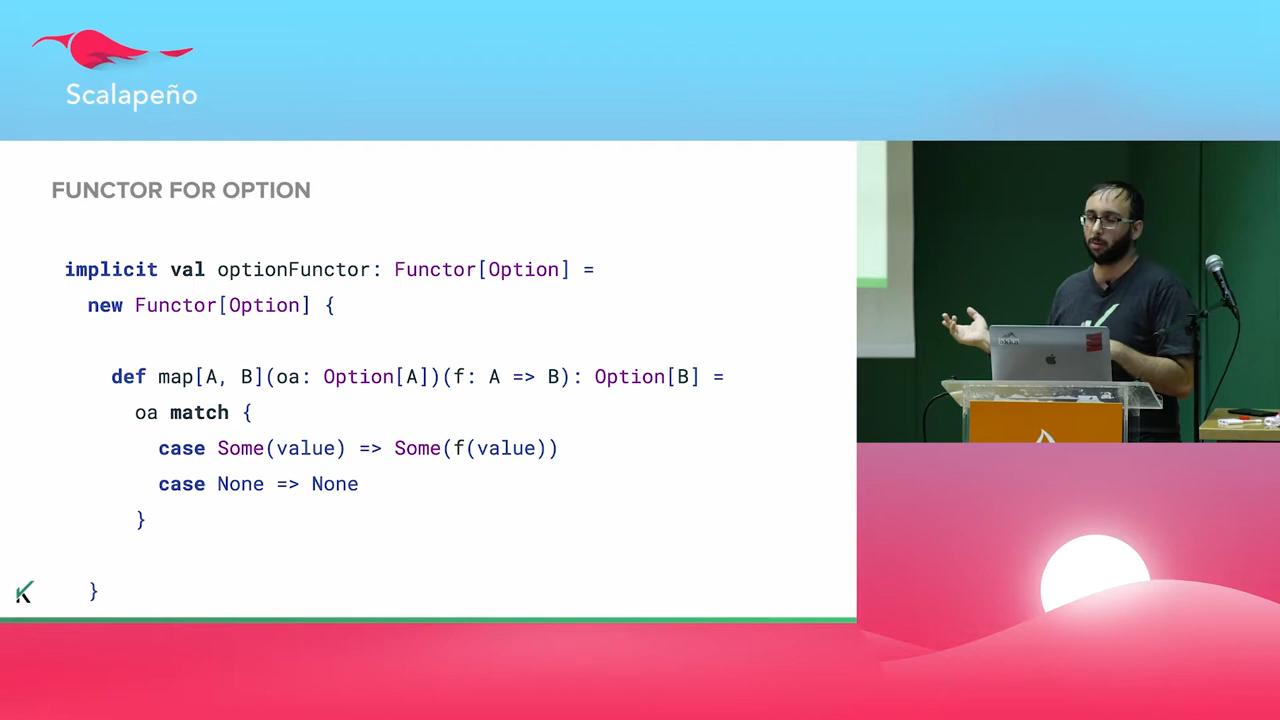 Scalapeño
FUNCTOR FOR OPTION
implicit val optionFunctor: Functor[Option] =
new Functor[Option] {
def map[A, B](oa: Option[A])(f: A => B): Option[B] =
oa match {
case Some(value) => Some(f(value))
case None => None
}
}